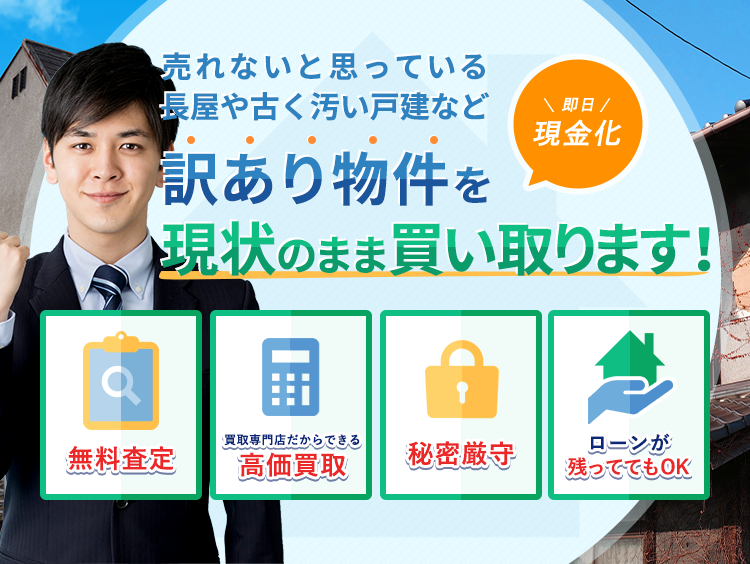 売れないと思っている
長屋や古く汚い戸建など
訳あり物件を
現状のまま買い取ります!
\ 即日 /
現金化
無料査定
買取専門店だからできる
高価買取
秘密厳守
ローンが
残っててもOK